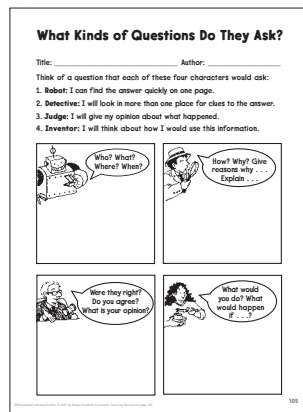 What Kinds of Questions Do They Ask?
Title: ______________________ Author: ______________________
Think of a question that each of these four characters would ask:
1. Robot: I can find the answer quickly on one page.
2. Detective: I will look in more than one place for clues to the answer.
3. Judge: I will give my opinion about what happened.
4. Inventor: I will think about how I would use this information.
Who? What?
Where? When?
How? Why? Give
reasons why . . .
Explain . . .
Were they right?
Do you agree?
What is your opinion?
What would
you do? What
would happen
if . . .?
105